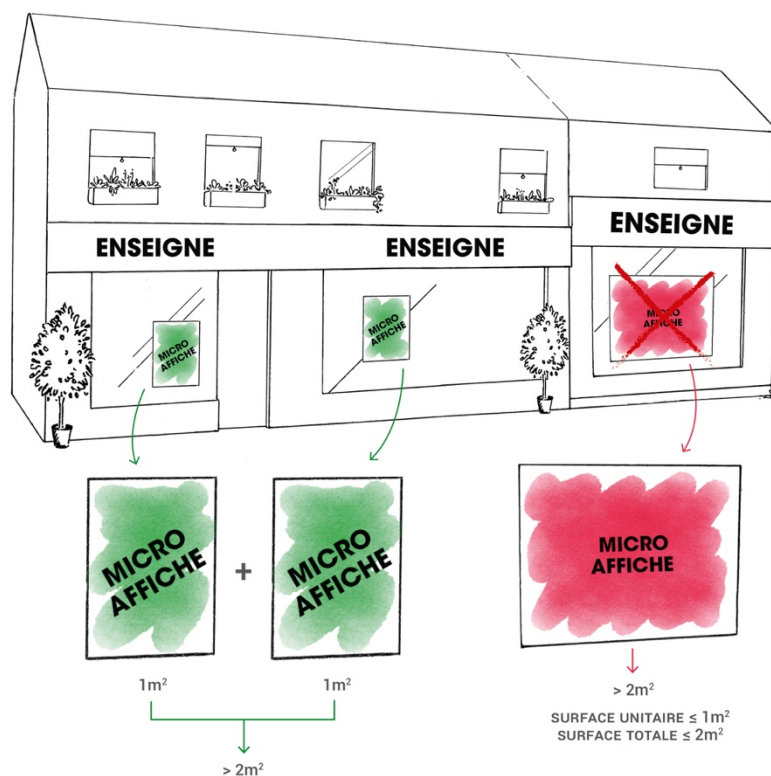 ENSEIGNE
ENSEIGNE
ENSEIGNE
MICRO
AFFICHE
MICRO
AFFICHE
MICRO
AFFICHE
MICRO
AFFICHE
+
MICRO
AFFICHE
MICRO
AFFICHE
1m²
1m²
> 2m²
> 2m²
SURFACE UNITAIRE ≤ 1m²
SURFACE TOTALE ≤ 2m²